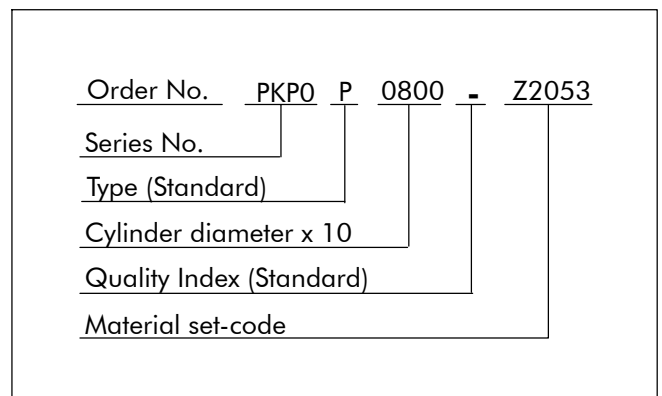 Order No. PKP0 P 0800 - Z2053
Series No.
Type (Standard)
Cylinder diameter x 10
Quality Index (Standard)
Material set-code